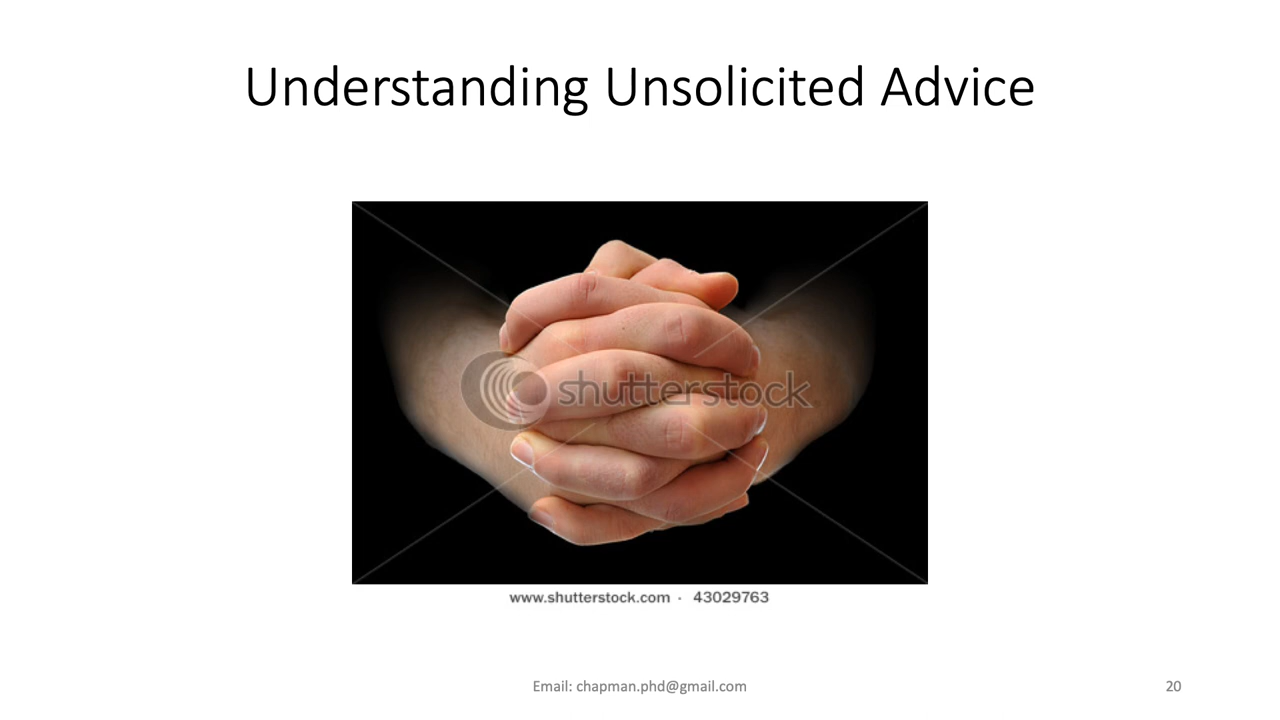 Understanding Unsolicited Advice
shutterstock
www.shutterstock.com · 43029763
Email: chapman.phd@gmail.com
20